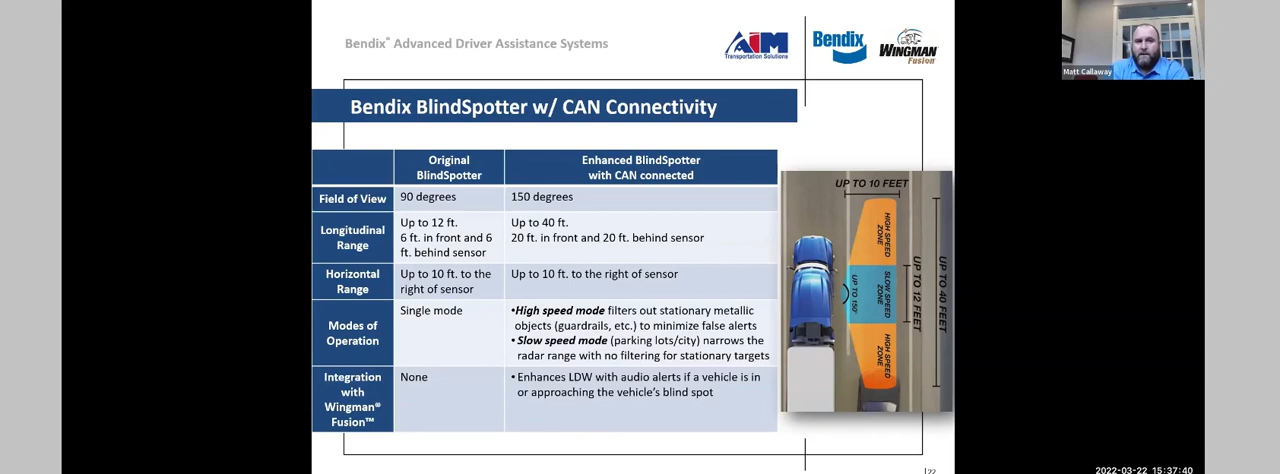 Bendix® Advanced Driver Assistance Systems
AIM
Transportation Solutions
Bendix
WINGMAN
Fusion™
Matt Callaway
Bendix BlindSpotter w/ CAN Connectivity
Original
BlindSpotter
Enhanced BlindSpotter
with CAN connected
Field of View
90 degrees
150 degrees
Longitudinal
Range
Up to 12 ft.
6 ft. in front and 6
ft. behind sensor
Up to 40 ft.
20 ft. in front and 20 ft. behind sensor
Horizontal
Range
Up to 10 ft. to the
right of sensor
Up to 10 ft. to the right of sensor
Modes of
Operation
Single mode
•High speed mode filters out stationary metallic
objects (guardrails, etc.) to minimize false alerts
•Slow speed mode (parking lots/city) narrows the
radar range with no filtering for stationary targets
Integration
with
Wingman®
Fusion™
None
•Enhances LDW with audio alerts if a vehicle is in
or approaching the vehicle's blind spot
UP TO 10 FEET
HIGH SPEED
ZONE
UP TO 150°
SLOW SPEED
ZONE
UP TO 12 FEET
UP TO 40 FEET
HIGH SPEED
ZONE
22
2022-03-22 15:37:40